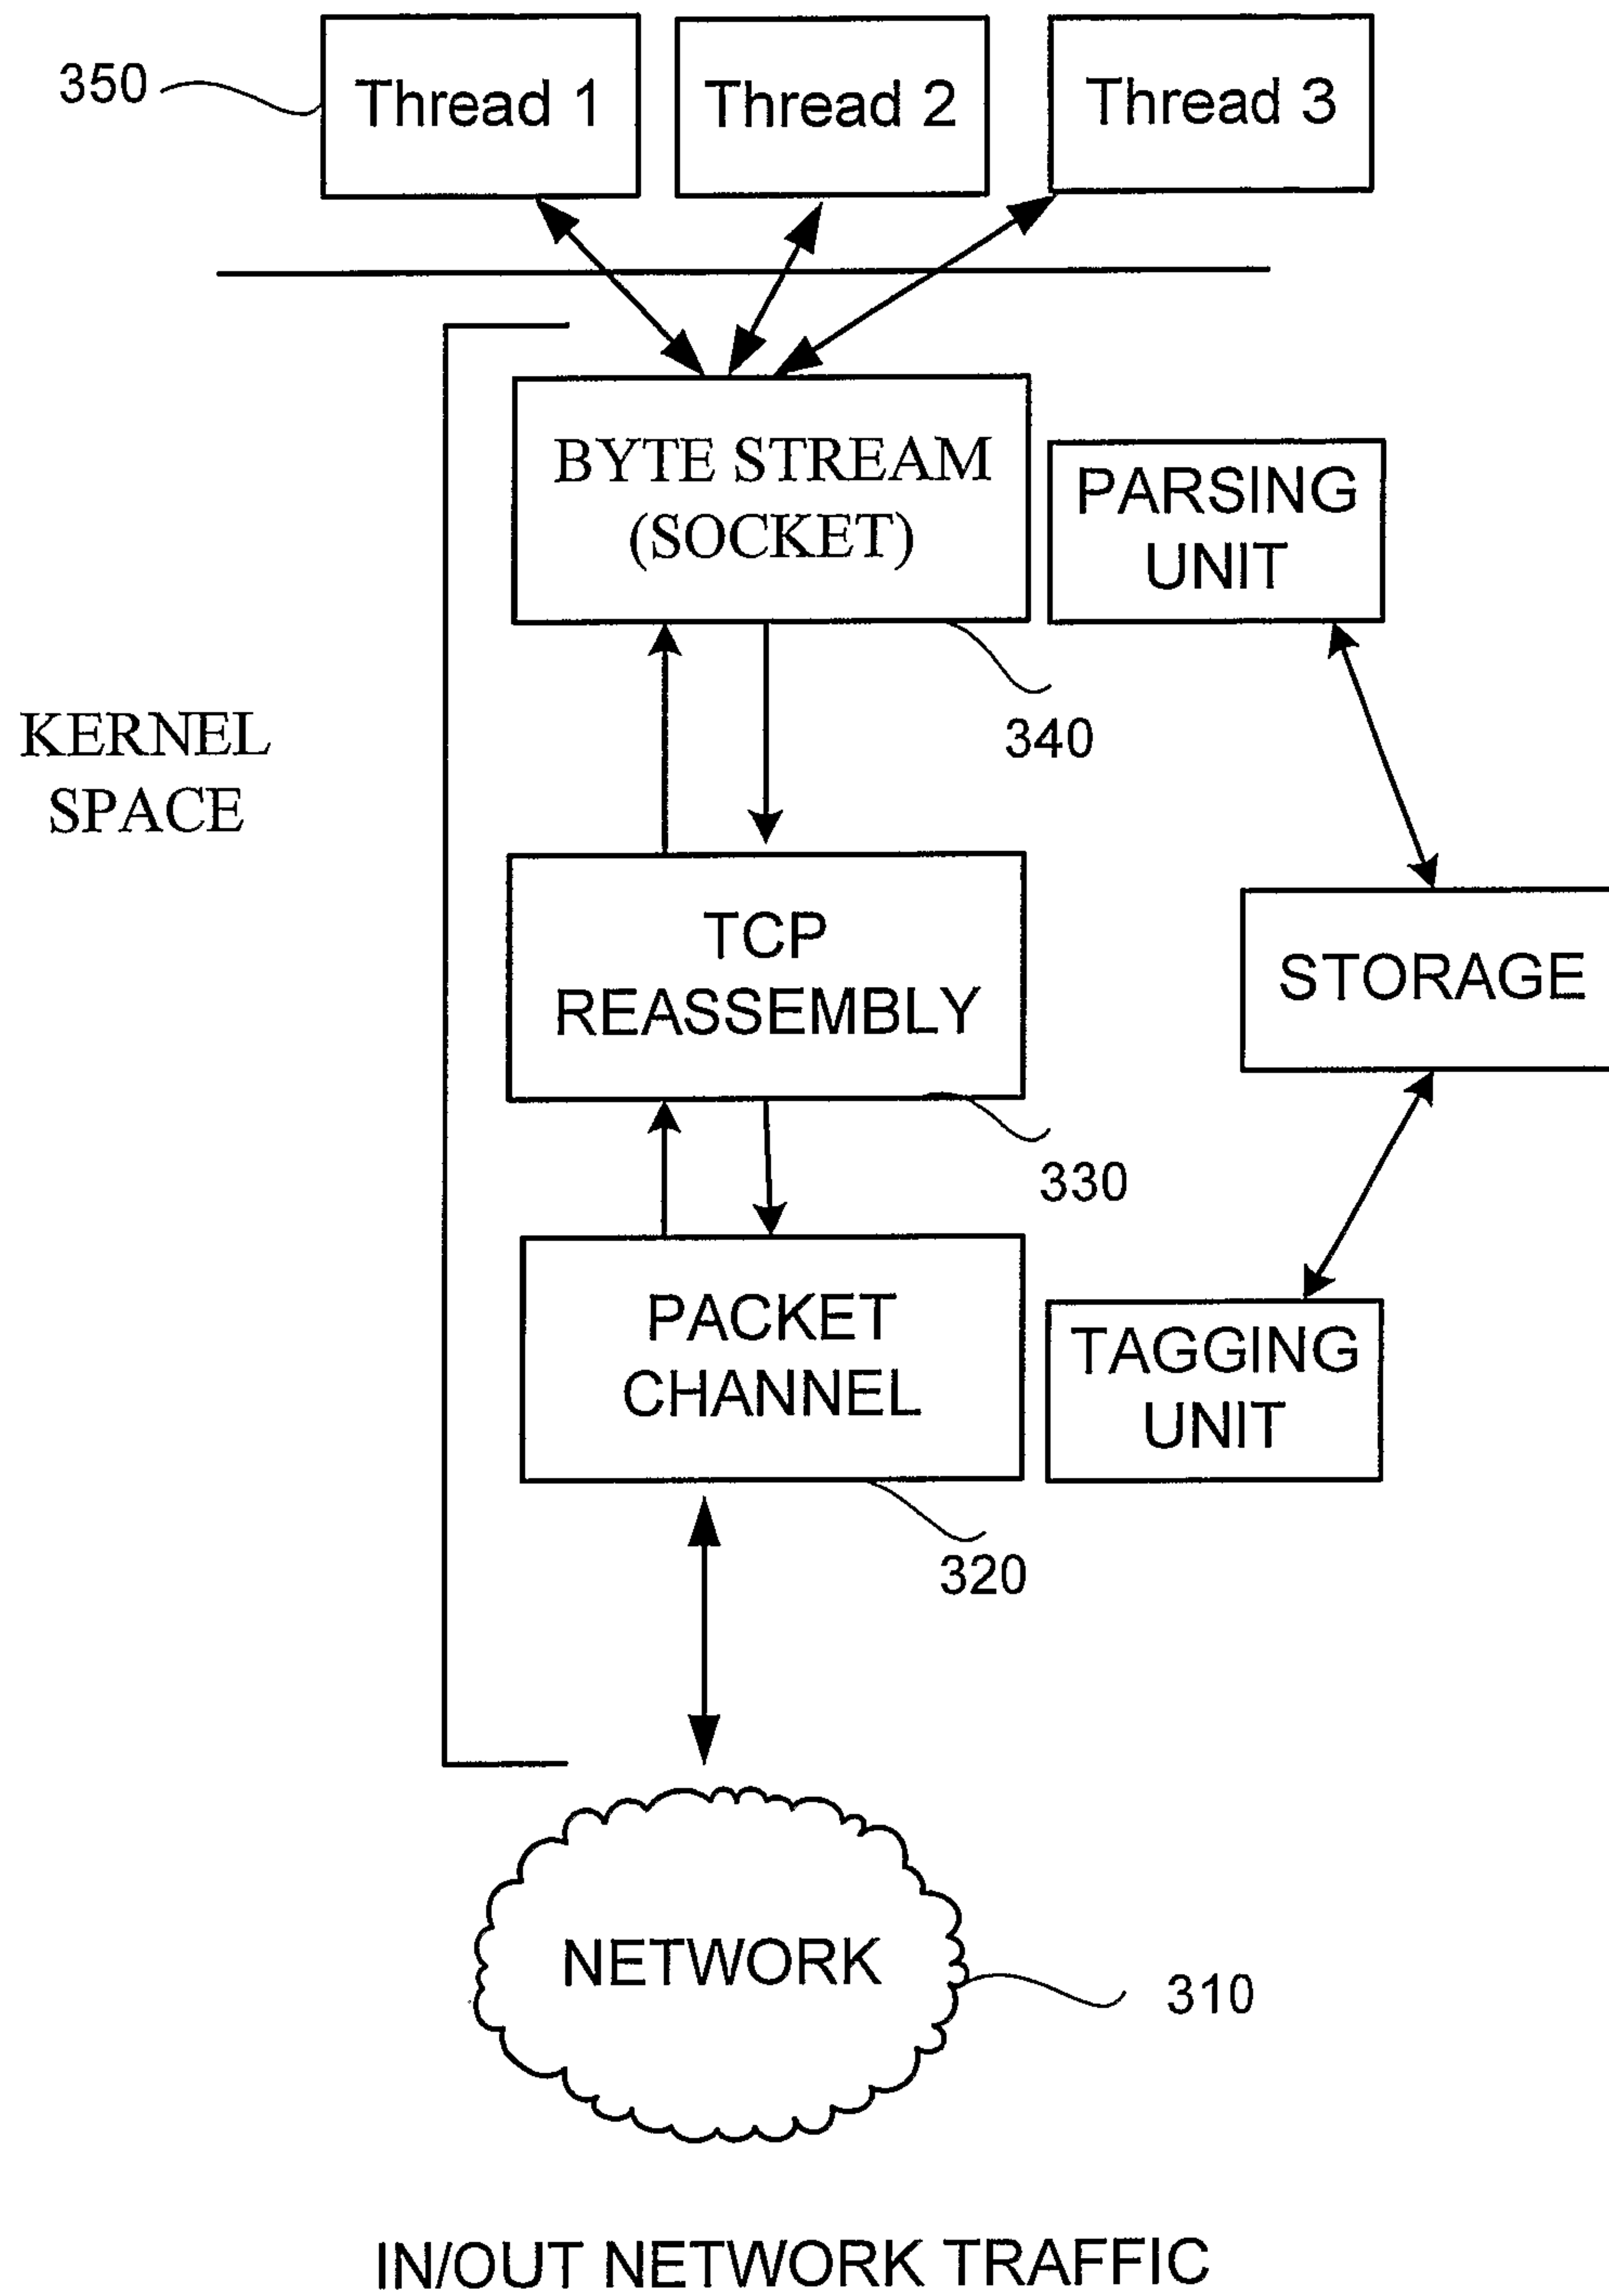 350
Thread 1
Thread 2
Thread 3
BYTE STREAM
(SOCKET)
PARSING
UNIT
340
KERNEL
SPACE
TCP
REASSEMBLY
STORAGE
330
PACKET
CHANNEL
TAGGING
UNIT
320
NETWORK
310
IN/OUT NETWORK TRAFFIC